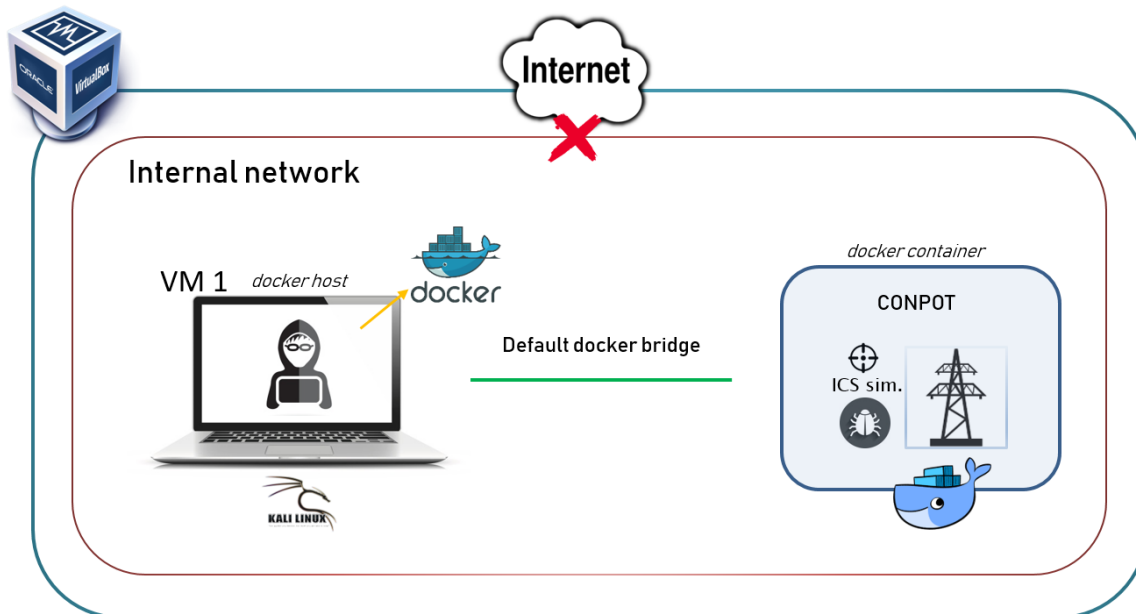 VM
ORACLE
VirtualBox
Internet
Internal network
VM 1
docker host
docker
docker container
CONPOT
Default docker bridge
ICS sim.
KALI LINUX